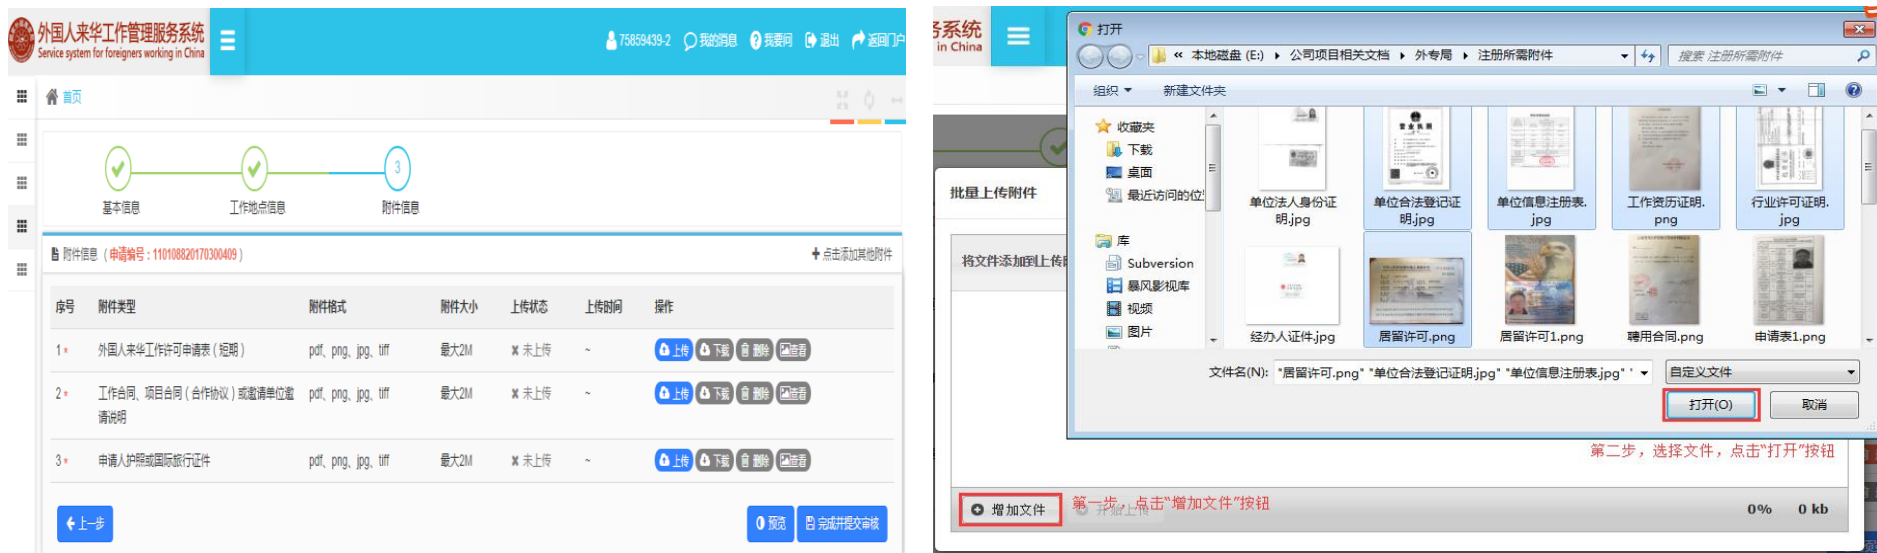 外国人来华工作管理服务系统
Service system for foreigners working in China
75859439-2 我的消息 我要问 退出 返回门户
首页
3
基本信息 工作地点信息 附件信息
附件信息 ( 申请编号 : 110108820170300409 ) 点击添加其他附件
序号 附件类型 附件格式 附件大小 上传状态 上传时间 操作
1 * 外国人来华工作许可申请表 ( 短期 ) pdf、png、jpg、tiff 最大2M 未上传 ~ 上传 下载 删除 查看
2 * 工作合同、项目合同 ( 合作协议 ) 或邀请单位邀 pdf、png、jpg、tiff 最大2M 未上传 ~ 上传 下载 删除 查看
请说明
3 * 申请人护照或国际旅行证件 pdf、png、jpg、tiff 最大2M 未上传 ~ 上传 下载 删除 查看
上一步 预览 完成并提交审核
务系统
in China
批量上传附件
将文件添加到上传
打开
« 本地磁盘 (E:) 公司项目相关文档 外专局 注册所需附件
搜索 注册所需附件
组织 新建文件夹
收藏夹
下载
桌面
最近访问的位
库
Subversion
暴风影视库
视频
图片
营业执照
单位法人身份证 单位合法登记证 单位信息注册表. 工作资历证明. 行业许可证明.
明.jpg 明.jpg jpg png jpg
经办人证件.jpg 居留许可.png 居留许可1.png 聘用合同.png 申请表1.png
文件名(N): "居留许可.png" "单位合法登记证明.jpg" "单位信息注册表.jpg" " 自定义文件
打开(O) 取消
第二步，选择文件，点击“打开”按钮
增加文件 第一步，点击“增加文件”按钮
开始上传
0% 0 kb